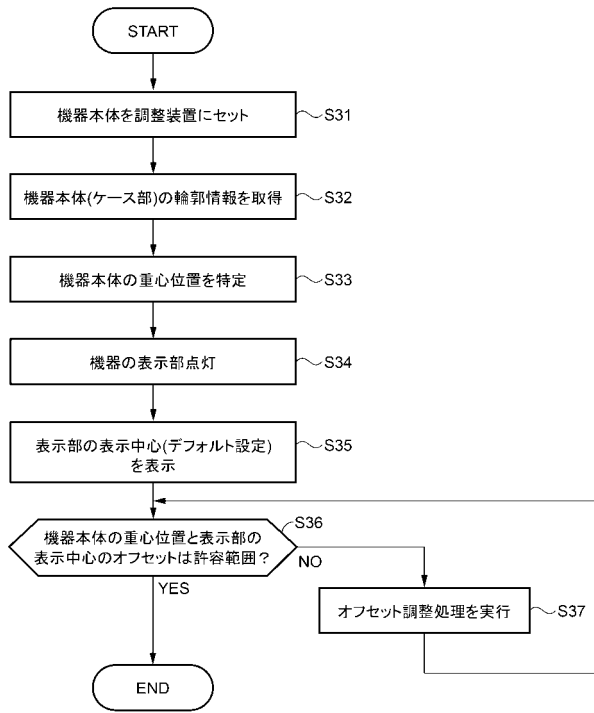 START
機器本体を調整装置にセット
S31
機器本体(ケース部)の輪郭情報を取得
S32
機器本体の重心位置を特定
S33
機器の表示部点灯
S34
表示部の表示中心(デフォルト設定)
を表示
S35
機器本体の重心位置と表示部の
表示中心のオフセットは許容範囲？
S36
NO
YES
オフセット調整処理を実行
S37
END